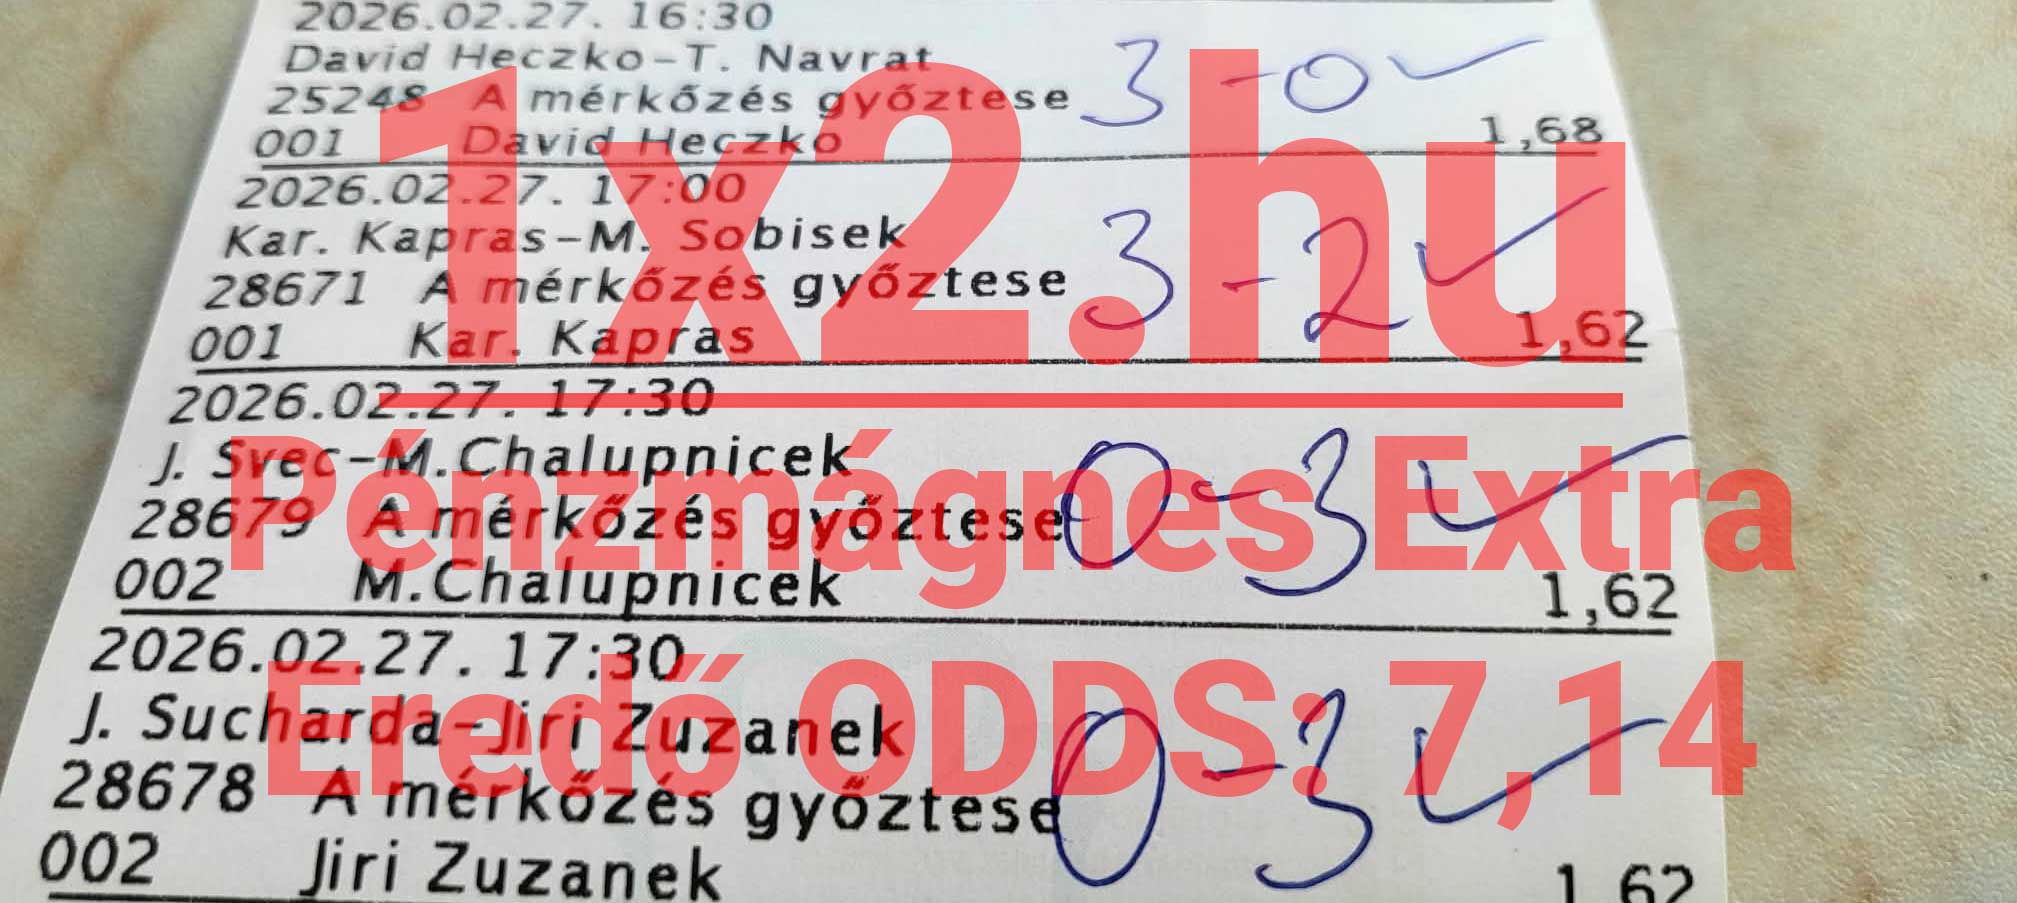 2026.02.27. 16:30
David Heczko-T. Navrat
25248 A mérkőzés győztese 3-0 ✓
001 David Heczko 1,68
2026.02.27. 17:00
Kar. Kapras-M. Sobisek
28671 A mérkőzés győztese 3-2 ✓
001 Kar. Kapras 1,62
2026.02.27. 17:30
J. Svec-M.Chalupnicek
28679 A mérkőzés győztese 0-3 ✓
002 M.Chalupnicek 1,62
2026.02.27. 17:30
J. Sucharda-Jiri Zuzanek
28678 A mérkőzés győztese 0-3 ✓
002 Jiri Zuzanek 1,62
1x2.hu
Pénzmágnes Extra
Eredő ODDS: 7,14